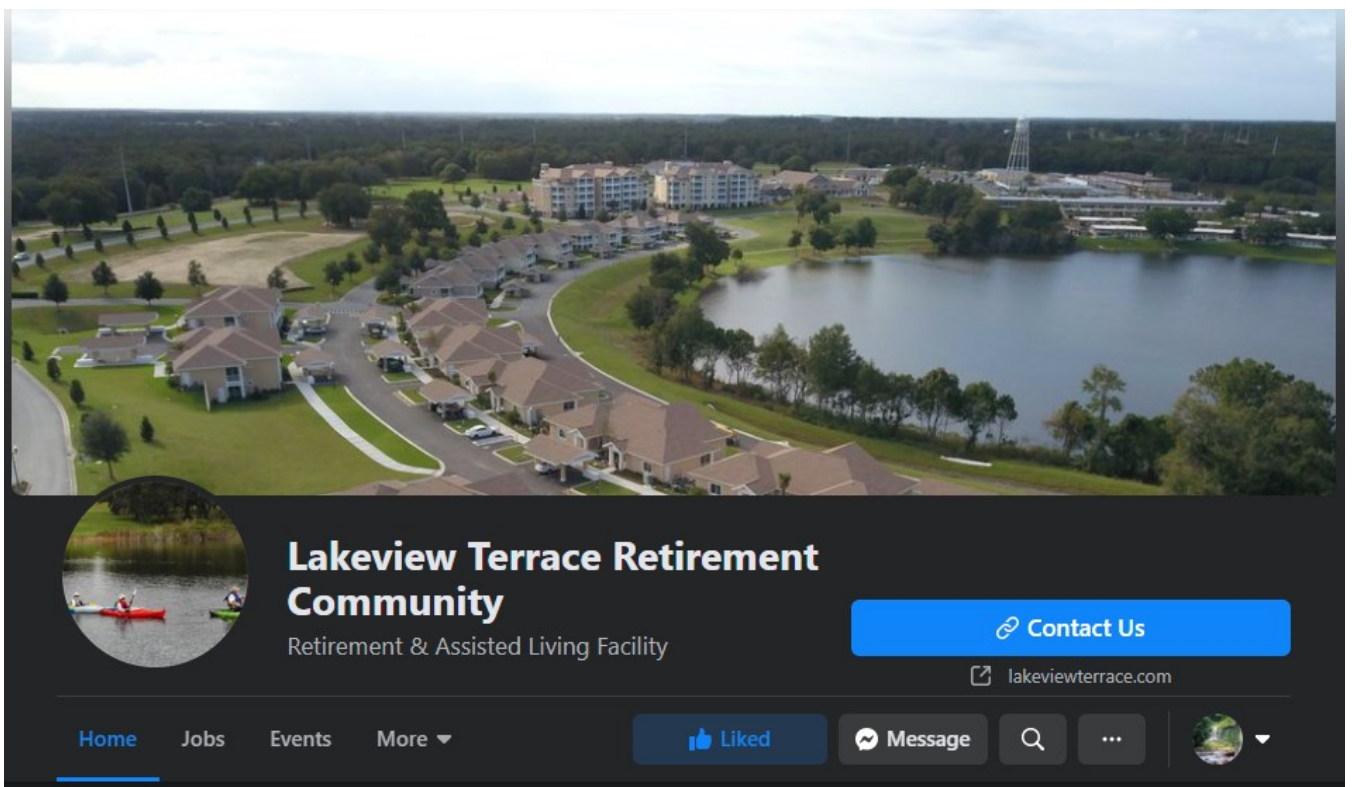 Lakeview Terrace Retirement
Community
Retirement & Assisted Living Facility
Contact Us
lakeviewterrace.com
Home Jobs Events More Liked Message